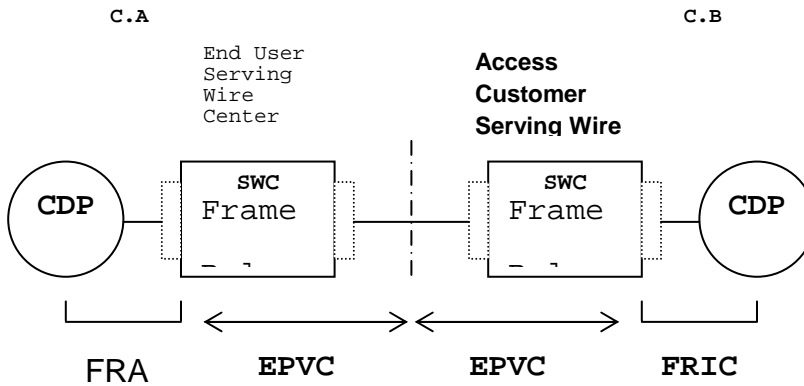 C.A
C.B
End User
Serving
Wire
Center
Access
Customer
Serving Wire
CDP
SWC
Frame
SWC
Frame
CDP
FRA
EPVC
EPVC
FRIC